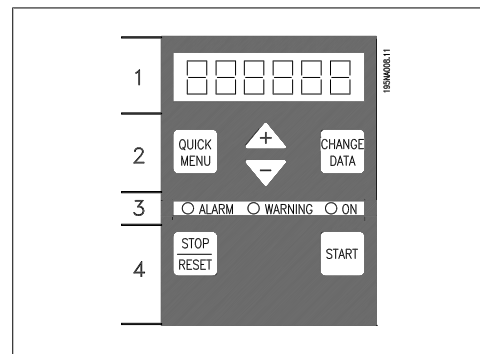 1
195NA008.11
2
QUICK
MENU
+
−
CHANGE
DATA
3
ALARM WARNING ON
4
STOP
RESET
START